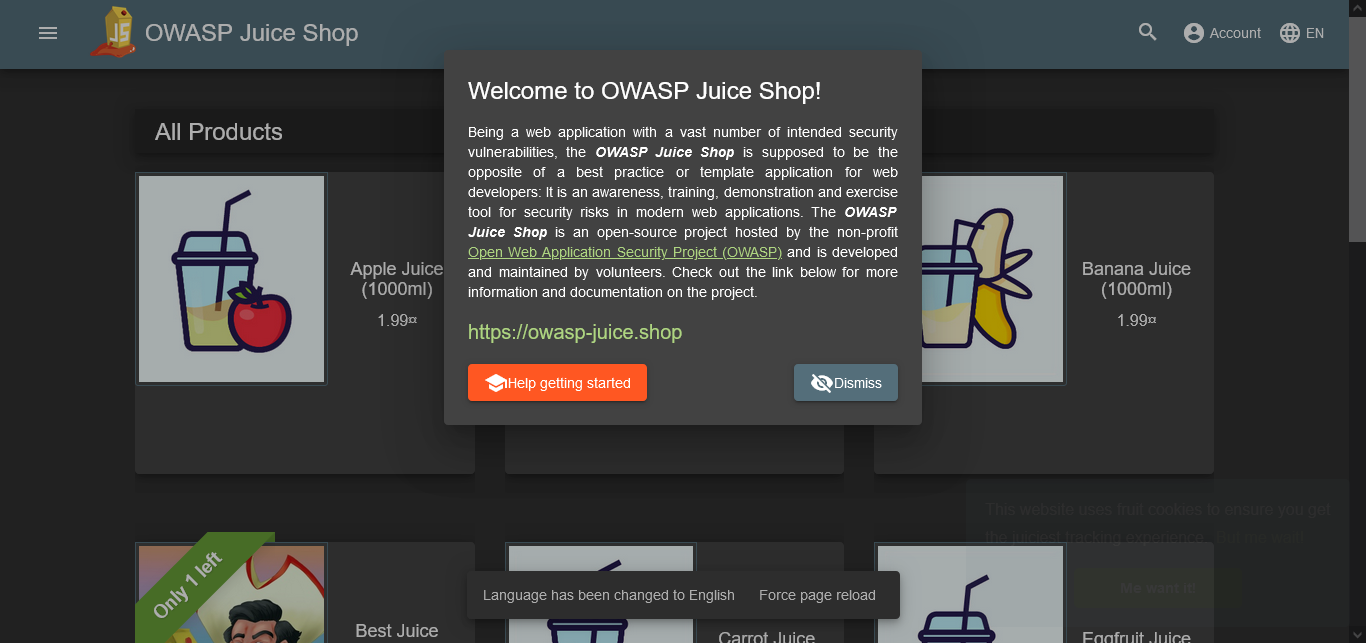 OWASP Juice Shop
Account
EN
Welcome to OWASP Juice Shop!
Being a web application with a vast number of intended security
vulnerabilities, the OWASP Juice Shop is supposed to be the
opposite of a best practice or template application for web
developers: It is an awareness, training, demonstration and exercise
tool for security risks in modern web applications. The OWASP
Juice Shop is an open-source project hosted by the non-profit
Open Web Application Security Project (OWASP) and is developed
and maintained by volunteers. Check out the link below for more
information and documentation on the project.
https://owasp-juice.shop
Help getting started
Dismiss
All Products
Apple Juice
(1000ml)
1.99¤
Banana Juice
(1000ml)
1.99¤
This website uses fruit cookies to ensure you get
the juiciest tracking experience. But me wait!
Me want it!
Only 1 left
Best Juice
Carrot Juice
Eggfruit Juice
Language has been changed to English
Force page reload
JS